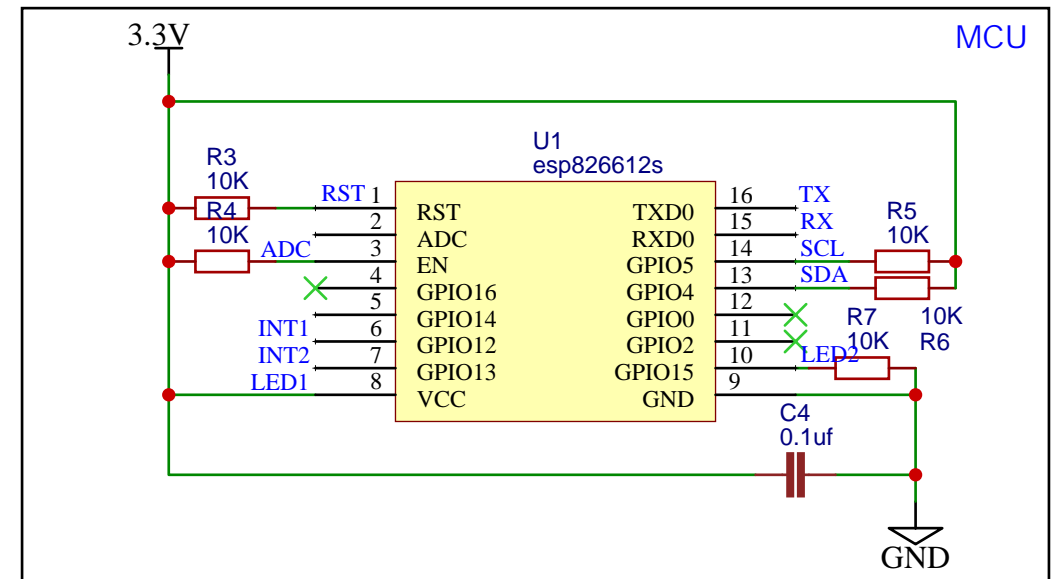 3.3V
MCU
U1
esp826612s
R3
10K
R4
10K
RST 1
2
ADC 3
4
5
INT1 6
INT2 7
LED1 8
RST
ADC
EN
GPIO16
GPIO14
GPIO12
GPIO13
VCC
TXD0
RXD0
GPIO5
GPIO4
GPIO0
GPIO2
GPIO15
GND
16 TX
15 RX
14 SCL
13 SDA
12
11
10 LED2
9
R5
10K
10K
R6
R7
10K
C4
0.1uf
GND